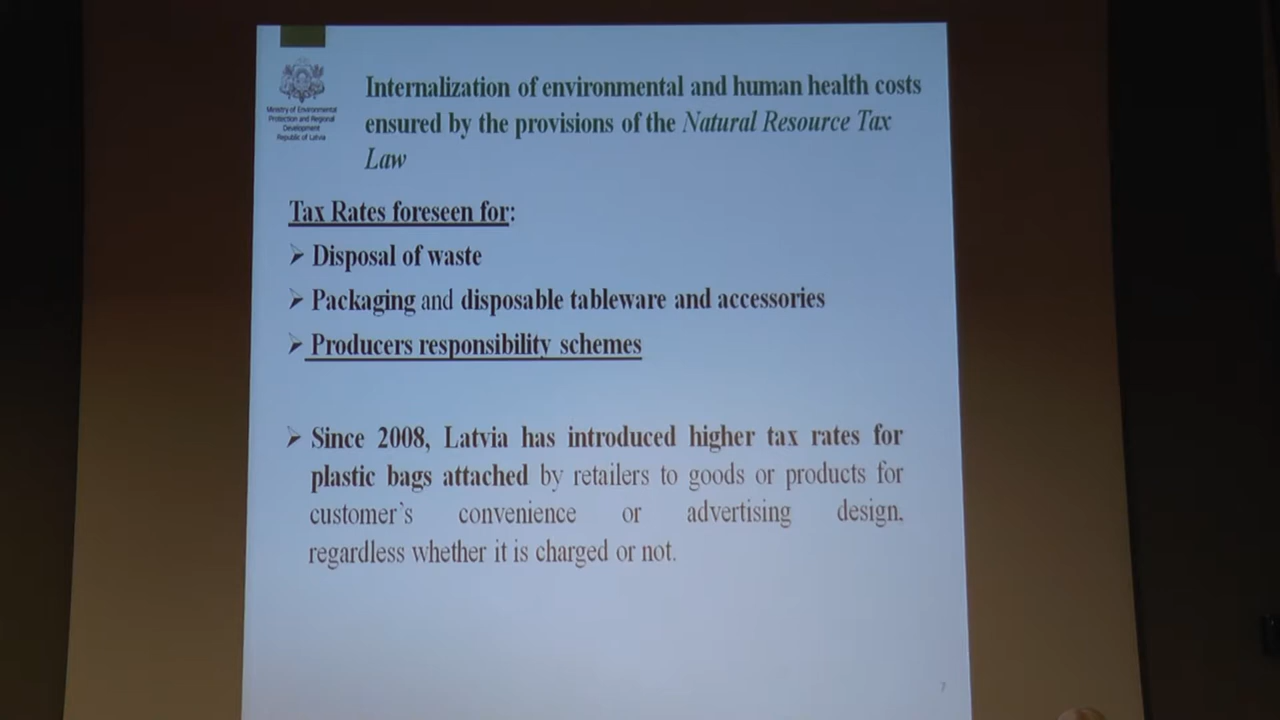 Ministry of Environmental
Protection and Regional
Development
Republic of Latvia
Internalization of environmental and human health costs
ensured by the provisions of the Natural Resource Tax
Law
Tax Rates foreseen for:
➢ Disposal of waste
➢ Packaging and disposable tableware and accessories
➢ Producers responsibility schemes
➢ Since 2008, Latvia has introduced higher tax rates for
plastic bags attached by retailers to goods or products for
customer`s convenience or advertising design,
regardless whether it is charged or not.
7